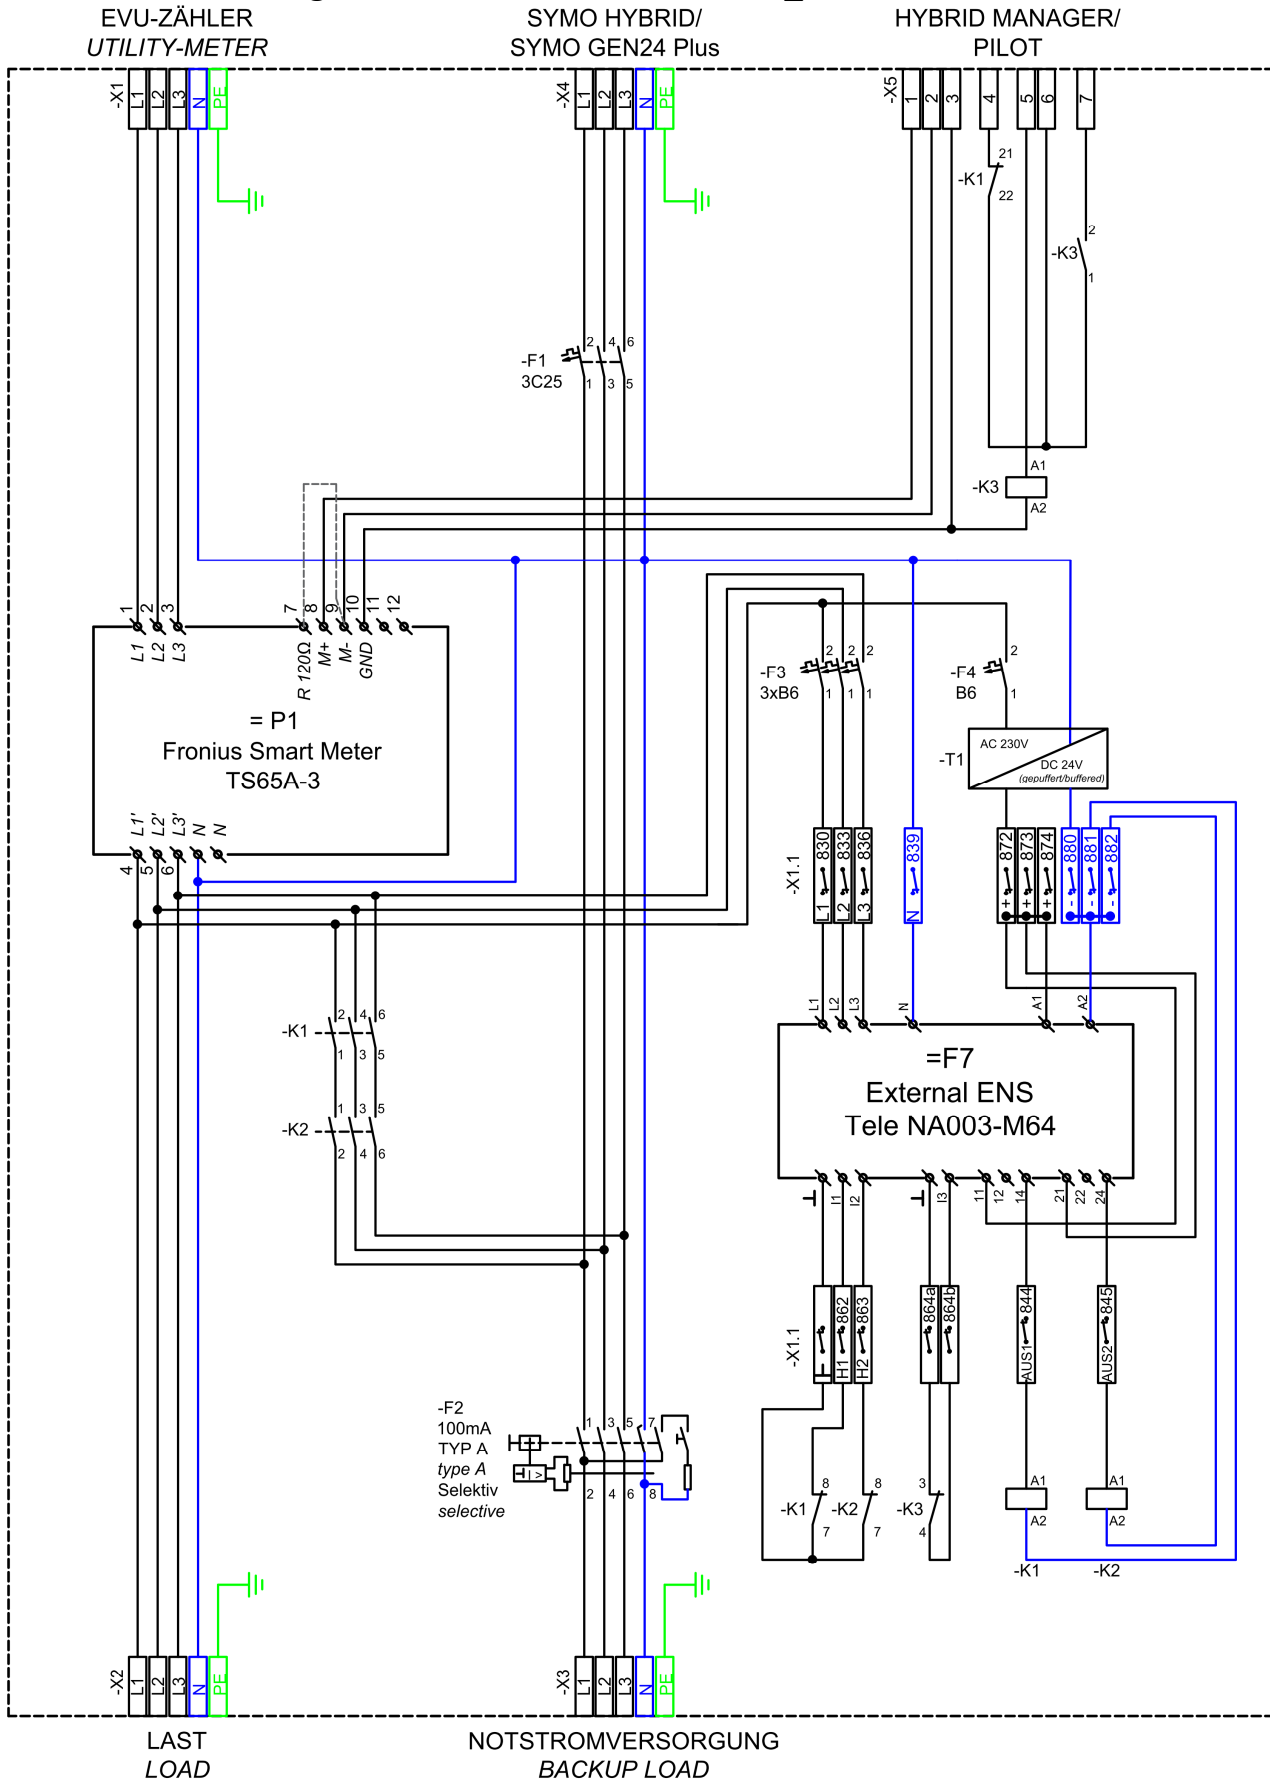 EVU-ZÄHLER
UTILITY-METER
SYMO HYBRID/
SYMO GEN24 Plus
HYBRID MANAGER/
PILOT
-X1 L1 L2 L3 N PE
-X4 L1 L2 L3 N PE
-X5 1 2 3 4 5 6 7
-K1 21 22
-K3 2 1
-F1
3C25
2 4 6
1 3 5
-K3 A1 A2
1 2 3 7 8 9 10 11 12
L1 L2 L3 R 120Ω M+ M- GND
= P1
Fronius Smart Meter
TS65A-3
L1' L2' L3' N N
4 5 6
-F3
3xB6
2 2 2
1 1 1
-F4
B6
2
1
-T1
AC 230V
DC 24V
(gepuffert/buffered)
-X1.1
L1 830
L2 833
L3 836
N 839
+ 872
+ 873
+ 874
- 880
- 881
- 882
-K1
2 4 6
1 3 5
-K2
1 3 5
2 4 6
L1 L2 L3 N A1 A2
=F7
External ENS
Tele NA003-M64
⊥ I1 I2 ⊥ I3 11 12 14 21 22 24
-X1.1
⊥
H1 862
H2 863
864a
864b
AUS1 844
AUS2 845
-F2
100mA
TYP A
type A
Selektiv
selective
1 3 5 7
I >
2 4 6 8
-K1 8 7
-K2 8 7
-K3 3 4
A1 A2
-K1
A1 A2
-K2
-X2 L1 L2 L3 N PE
-X3 L1 L2 L3 N PE
LAST
LOAD
NOTSTROMVERSORGUNG
BACKUP LOAD